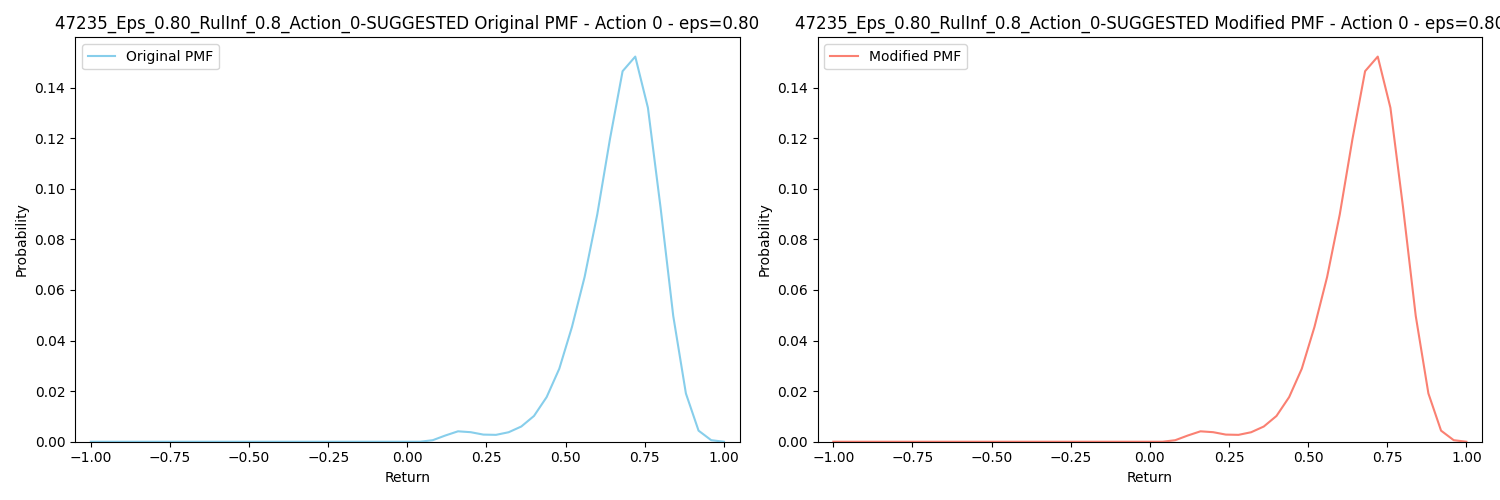 47235_Eps_0.80_RulInf_0.8_Action_0-SUGGESTED Original PMF - Action 0 - eps=0.80
Original PMF
0.14
0.12
0.10
0.08
0.06
0.04
0.02
0.00
Probability
−1.00 −0.75 −0.50 −0.25 0.00 0.25 0.50 0.75 1.00
Return
47235_Eps_0.80_RulInf_0.8_Action_0-SUGGESTED Modified PMF - Action 0 - eps=0.80
Modified PMF
0.14
0.12
0.10
0.08
0.06
0.04
0.02
0.00
Probability
−1.00 −0.75 −0.50 −0.25 0.00 0.25 0.50 0.75 1.00
Return